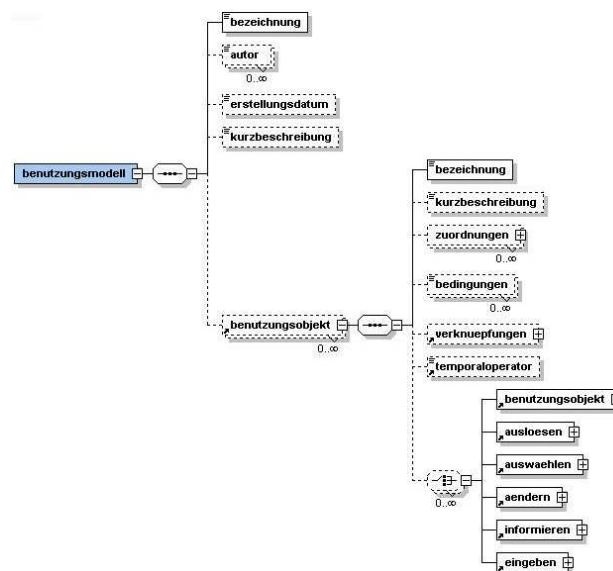 bezeichnung
autor
0..∞
erstellungsdatum
kurzbeschreibung
benutzungsmodell
benutzungsobjekt
0..∞
bezeichnung
kurzbeschreibung
zuordnungen
0..∞
bedingungen
0..∞
verknuepfungen
temporaloperator
0..∞
benutzungsobjekt
ausloesen
auswaehlen
aendern
informieren
eingeben